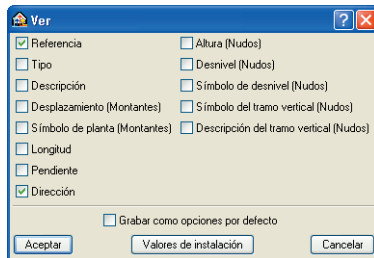 Ver
Referencia
Tipo
Descripción
Desplazamiento (Montantes)
Símbolo de planta (Montantes)
Longitud
Pendiente
Dirección
Altura (Nudos)
Desnivel (Nudos)
Símbolo de desnivel (Nudos)
Símbolo del tramo vertical (Nudos)
Descripción del tramo vertical (Nudos)
Grabar como opciones por defecto
Aceptar
Valores de instalación
Cancelar